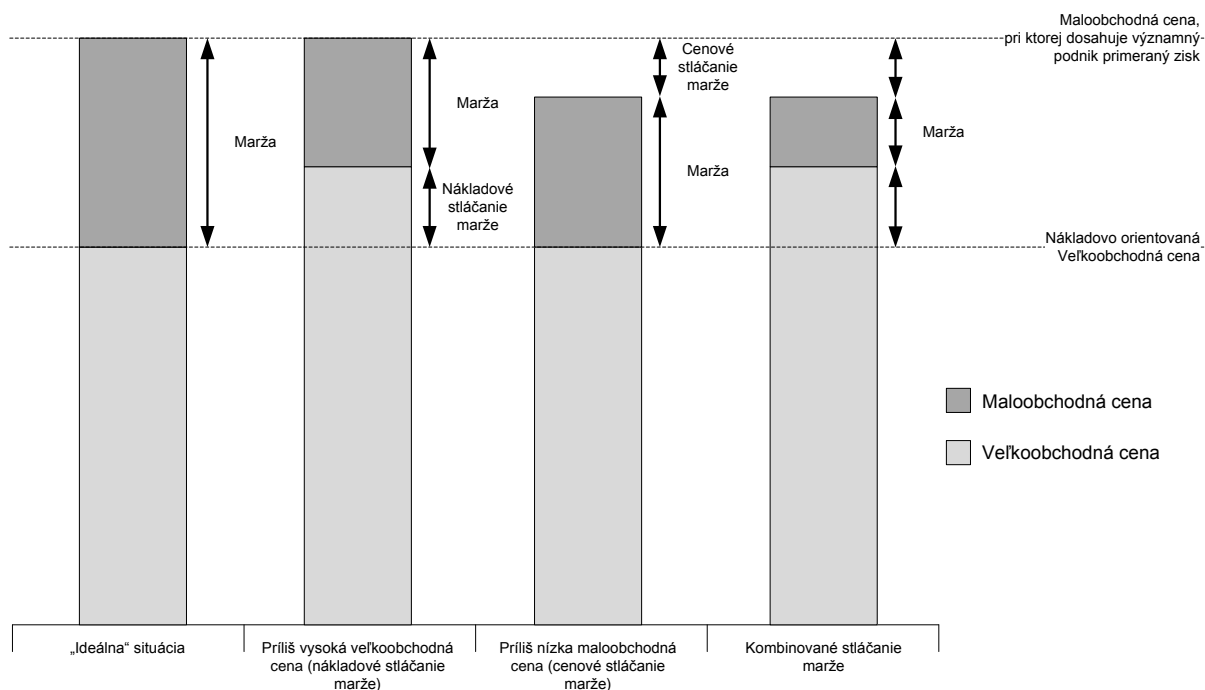 Maloobchodná cena,
pri ktorej dosahuje významný
podnik primeraný zisk
Cenové
stláčanie
marže
Marža
Marža
Marža
Marža
Nákladové
stláčanie
marže
Nákladovo orientovaná
Veľkoobchodná cena
Maloobchodná cena
Veľkoobchodná cena
„Ideálna“ situácia
Príliš vysoká veľkoobchodná
cena (nákladové stláčanie
marže)
Príliš nízka maloobchodná
cena (cenové stláčanie
marže)
Kombinované stláčanie
marže